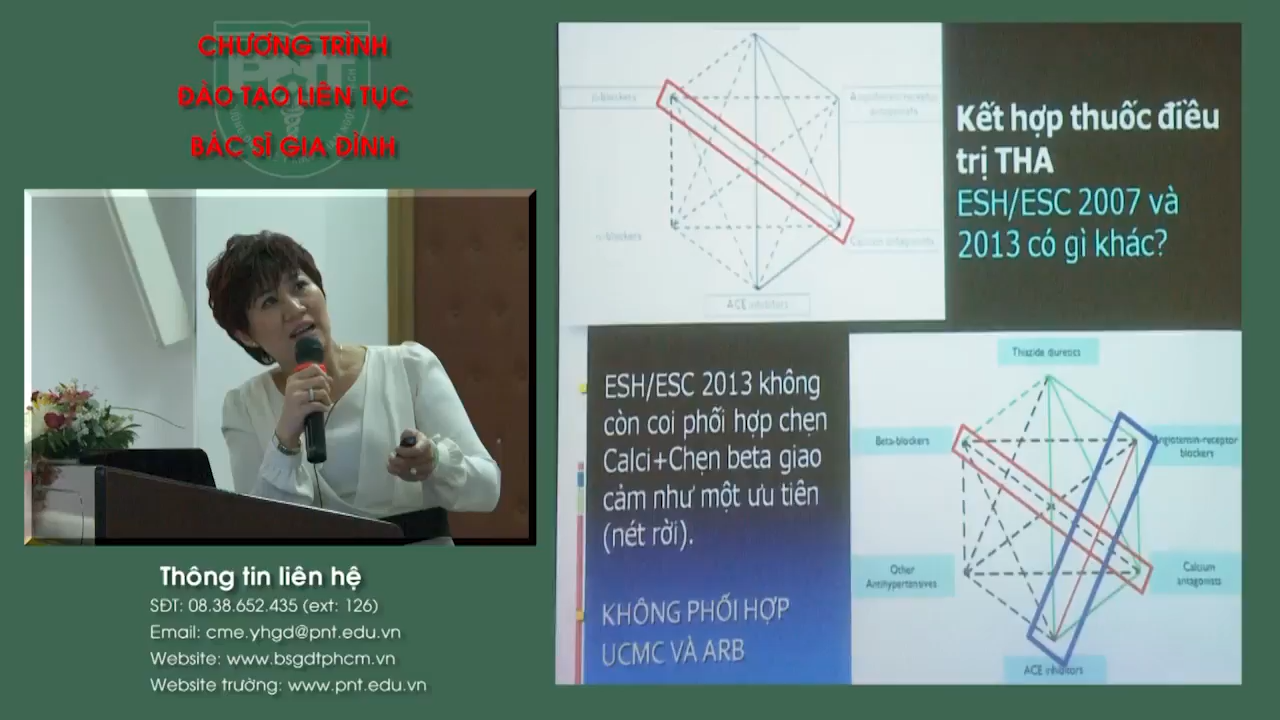 CHƯƠNG TRÌNH
ĐÀO TẠO LIÊN TỤC
BÁC SĨ GIA ĐÌNH
PNT
Thông tin liên hệ
SĐT: 08.38.652.435 (ext: 126)
Email: cme.yhgd@pnt.edu.vn
Website: www.bsgdtphcm.vn
Website trường: www.pnt.edu.vn
β-blockers
Angiotensin receptor
antagonists
α-blockers
Calcium antagonists
ACE inhibitors
Kết hợp thuốc điều
trị THA
ESH/ESC 2007 và
2013 có gì khác?
ESH/ESC 2013 không
còn coi phối hợp chẹn
Calci+Chẹn beta giao
cảm như một ưu tiên
(nét rời).
KHÔNG PHỐI HỢP
UCMC VÀ ARB
Thiazide diuretics
Beta-blockers
Angiotensin-receptor
blockers
Other
Antihypertensives
Calcium
antagonists
ACE inhibitors